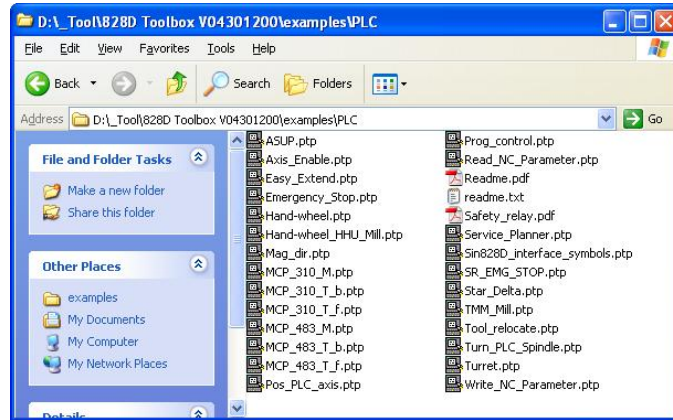 D:\_Tool\828D Toolbox V04301200\examples\PLC
File Edit View Favorites Tools Help
Back Search Folders
Address D:\_Tool\828D Toolbox V04301200\examples\PLC Go
File and Folder Tasks
Make a new folder
Share this folder
Other Places
examples
My Documents
My Computer
My Network Places
Details
ASUP.ptp
Axis_Enable.ptp
Easy_Extend.ptp
Emergency_Stop.ptp
Hand-wheel.ptp
Hand-wheel_HHU_Mill.ptp
Mag_dir.ptp
MCP_310_M.ptp
MCP_310_T_b.ptp
MCP_310_T_f.ptp
MCP_483_M.ptp
MCP_483_T_b.ptp
MCP_483_T_f.ptp
Pos_PLC_axis.ptp
Prog_control.ptp
Read_NC_Parameter.ptp
Readme.pdf
readme.txt
Safety_relay.pdf
Service_Planner.ptp
Sin828D_interface_symbols.ptp
SR_EMG_STOP.ptp
Star_Delta.ptp
TMM_Mill.ptp
Tool_relocate.ptp
Turn_PLC_Spindle.ptp
Turret.ptp
Write_NC_Parameter.ptp